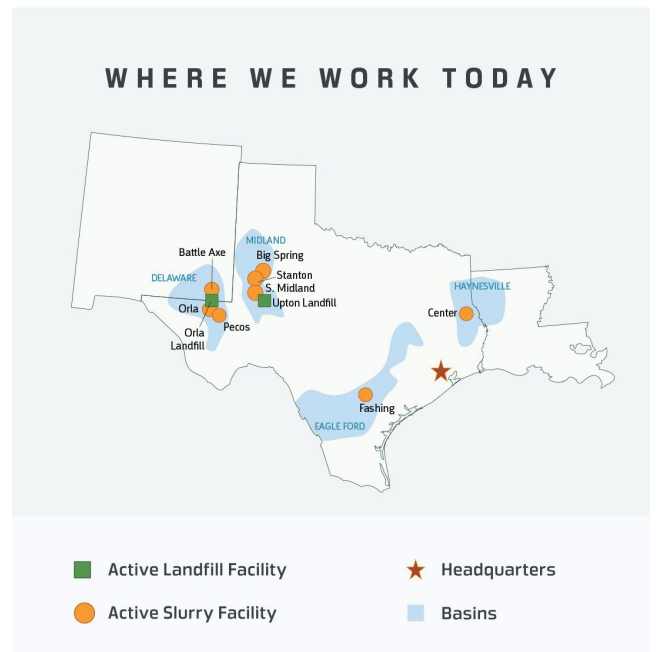 WHERE WE WORK TODAY
MIDLAND
Battle Axe
Big Spring
DELAWARE
Stanton
S. Midland
Upton Landfill
Orla
Pecos
Orla
Landfill
HAYNESVILLE
Center
Fashing
EAGLE FORD
Active Landfill Facility
Headquarters
Active Slurry Facility
Basins